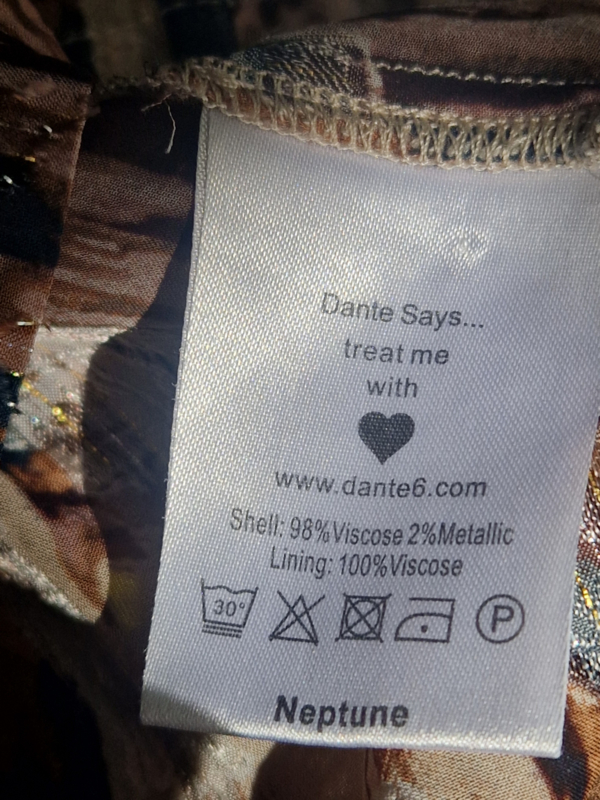 Dante Says...
treat me
with
www.dante6.com
Shell: 98%Viscose 2%Metallic
Lining: 100%Viscose
30° P
Neptune